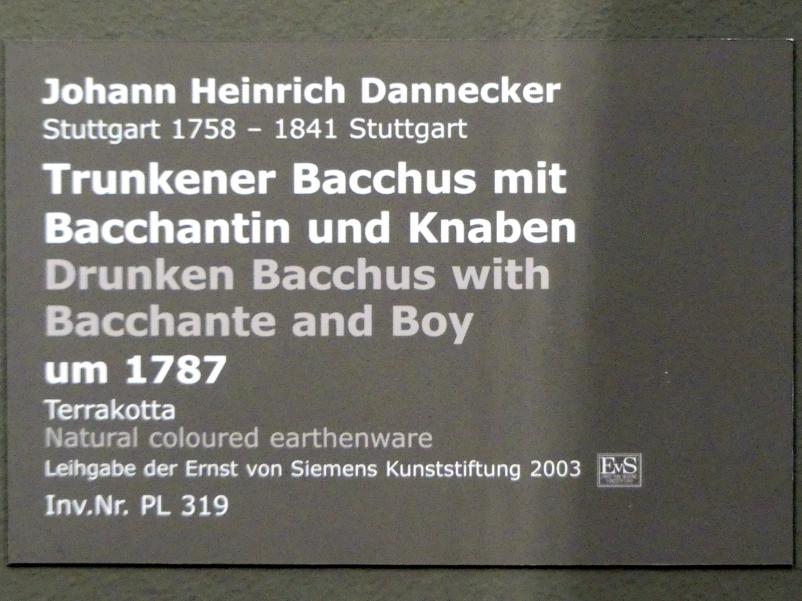 Johann Heinrich Dannecker
Stuttgart 1758 – 1841 Stuttgart
Trunkener Bacchus mit
Bacchantin und Knaben
Drunken Bacchus with
Bacchante and Boy
um 1787
Terrakotta
Natural coloured earthenware
Leihgabe der Ernst von Siemens Kunststiftung 2003 EvS
Inv.Nr. PL 319